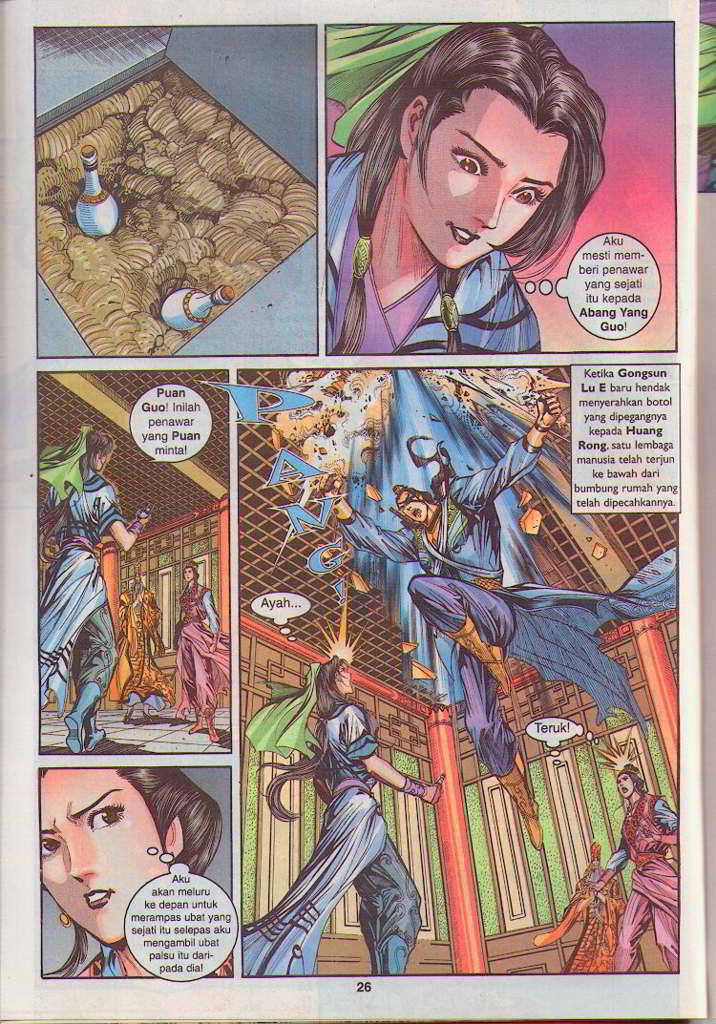 Aku
mesti mem-
beri penawar
yang sejati
itu kepada
Abang Yang
Guo!
Puan
Guo! Inilah
penawar
yang Puan
minta!
PANG!
Ketika Gongsun
Lu E baru hendak
menyerahkan botol
yang dipegangnya
kepada Huang
Rong, satu lembaga
manusia telah terjun
ke bawah dari
bumbung rumah yang
telah dipecahkannya.
Ayah...
Teruk!
Aku
akan meluru
ke depan untuk
merampas ubat yang
sejati itu selepas aku
mengambil ubat
palsu itu dari-
pada dia!
26